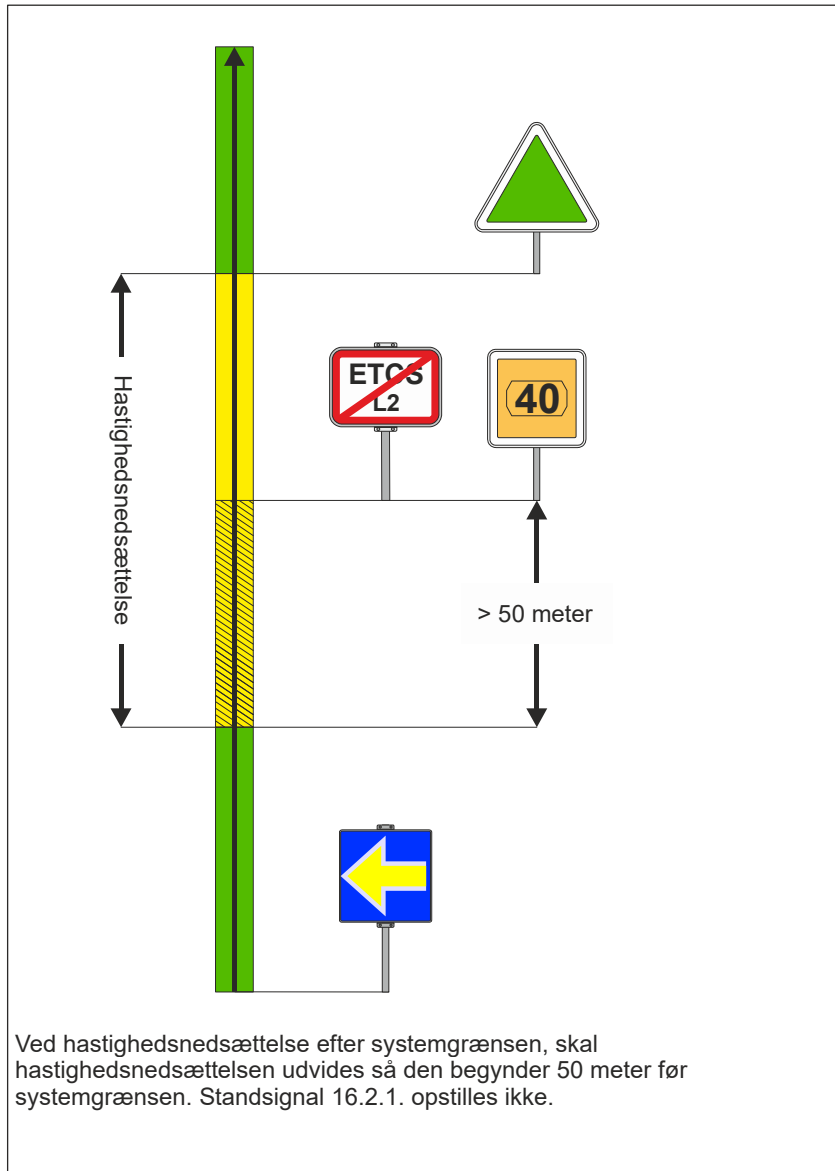 ETCS
L2
40
Hastighedsnedsættelse
> 50 meter
Ved hastighedsnedsættelse efter systemgrænsen, skal
hastighedsnedsættelsen udvides så den begynder 50 meter før
systemgrænsen. Standsignal 16.2.1. opstilles ikke.